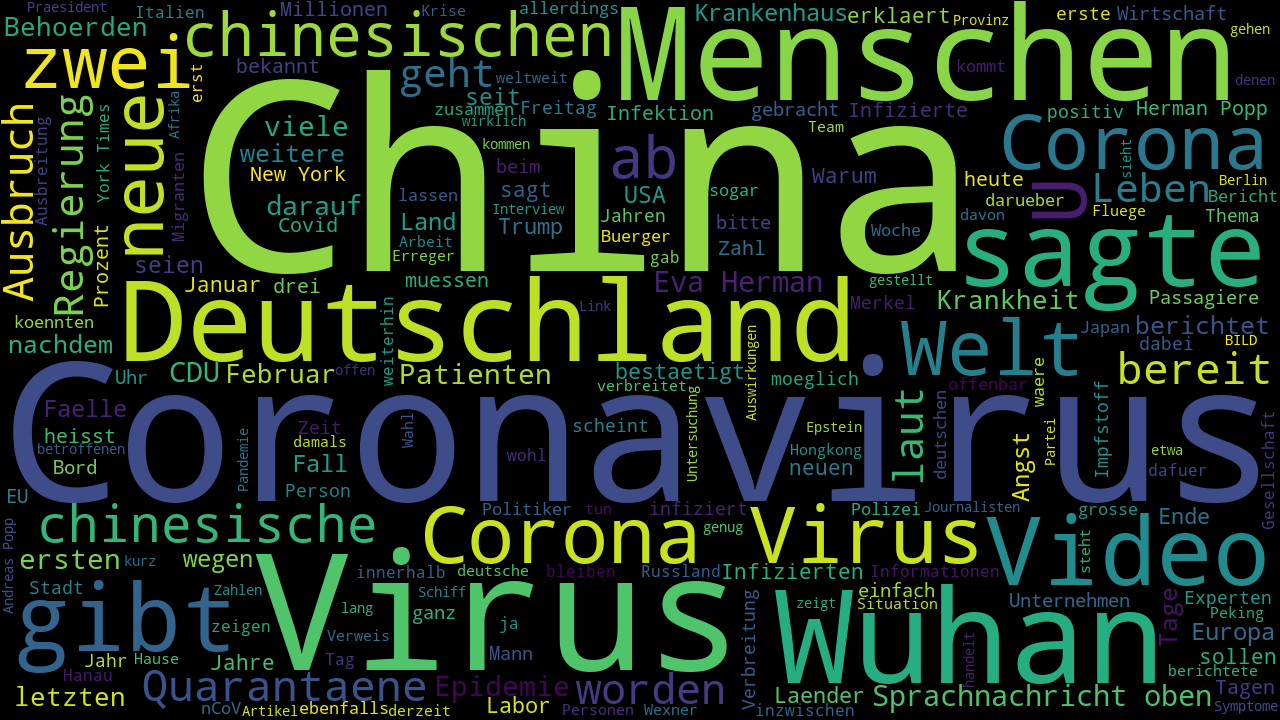 Praesident
Italien
Millionen
Krise
allerdings
Krankenhaus
erklaert
Provinz
erste
Wirtschaft
gehen
Behoerden
chinesischen
Menschen
zwei
bekannt
geht
weltweit
kommt
denen
erst
seit
China
neue
Ausbruch
Ausbreitung
Regierung
York Times
Afrika
viele
zusammen
Freitag
wirklich
Infektion
gebracht
Infizierte
Team
positiv
Herman Popp
Corona
weitere
New York
kommen
beim
ab
Warum
heute
sieht
Leben
Berlin
Bericht
Migranten
darauf
Covid
lassen
sagt
Interview
USA
sogar
u
darueber
Fluege
Thema
Land
Trump
Jahren
bitte
davon
Arbeit
Erreger
Buerger
Zahl
Woche
sagte
Prozent
seien
gab
Januar
drei
muessen
Eva Herman
gestellt
Merkel
Krankheit
Passagiere
koennten
Deutschland
Link
weiterhin
Welt
Japan
berichtet
nachdem
dabei
BILD
Uhr
CDU
Februar
offen
Patienten
bestaetigt
verbreitet
Auswirkungen
moeglich
offenbar
waere
bereit
Coronavirus
Faelle
heisst
betroffenen
Bord
Pandemie
Zeit
damals
Fall
Person
Wahl
wohl
scheint
Untersuchung
Epstein
Hongkong
neuen
laut
deutschen
Angst
Partei
Impfstoff
etwa
dafuer
Gesellschaft
EU
chinesische
Politiker
tun
infiziert
genug
Polizei
Journalisten
grosse
Ende
Andreas Popp
ersten
kurz
wegen
Corona Virus
steht
Video
innerhalb
deutsche
bleiben
Russland
Infizierten
Informationen
Stadt
Zahlen
gibt
Virus
lang
Schiff
ganz
einfach
Situation
Unternehmen
Experten
Peking
zeigen
Verweis
ja
Verbreitung
zeigt
Wuhan
Tage
Europa
Jahr
Hause
Jahre
Tag
Mann
handelt
sollen
berichtete
Hanau
letzten
Quarantaene
Epidemie
worden
Laender
Sprachnachricht oben
Tagen
nCoV
Artikel
ebenfalls
derzeit
Labor
Personen
Wexner
inzwischen
Symptome